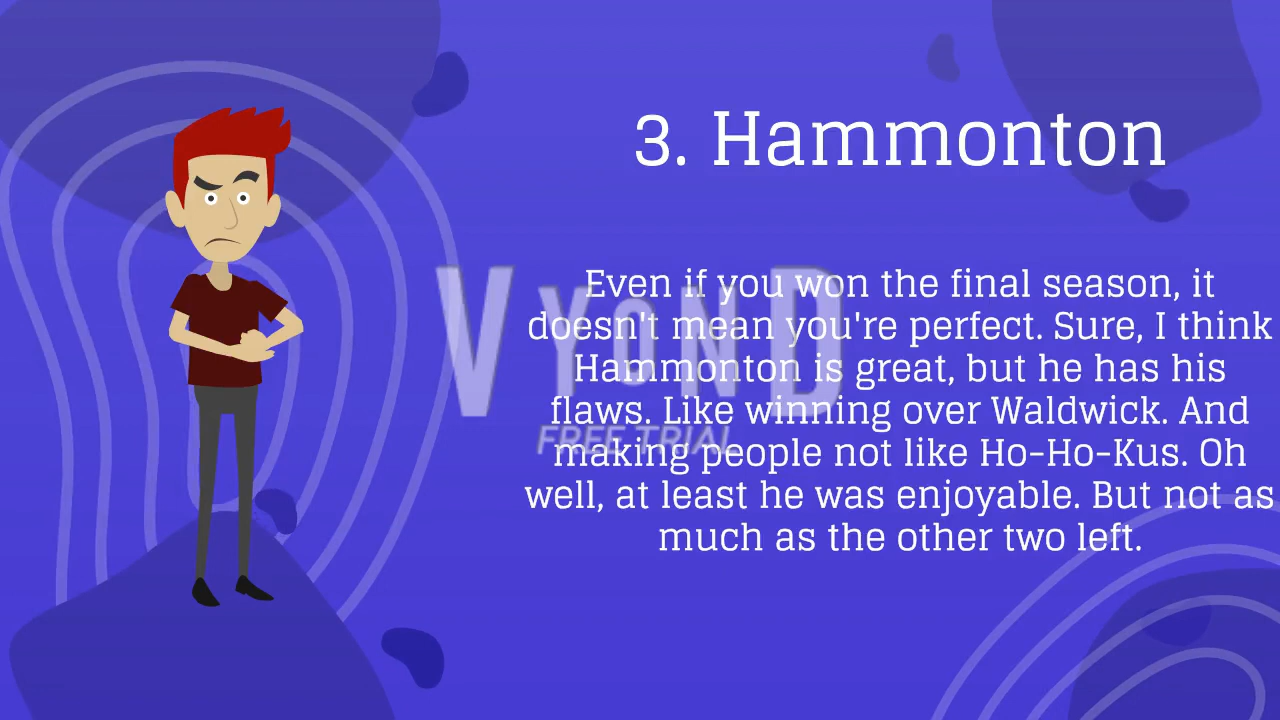 3. Hammonton
Even if you won the final season, it
doesn't mean you're perfect. Sure, I think
Hammonton is great, but he has his
flaws. Like winning over Waldwick. And
making people not like Ho-Ho-Kus. Oh
well, at least he was enjoyable. But not as
much as the other two left.
VYOND
FREE TRIAL